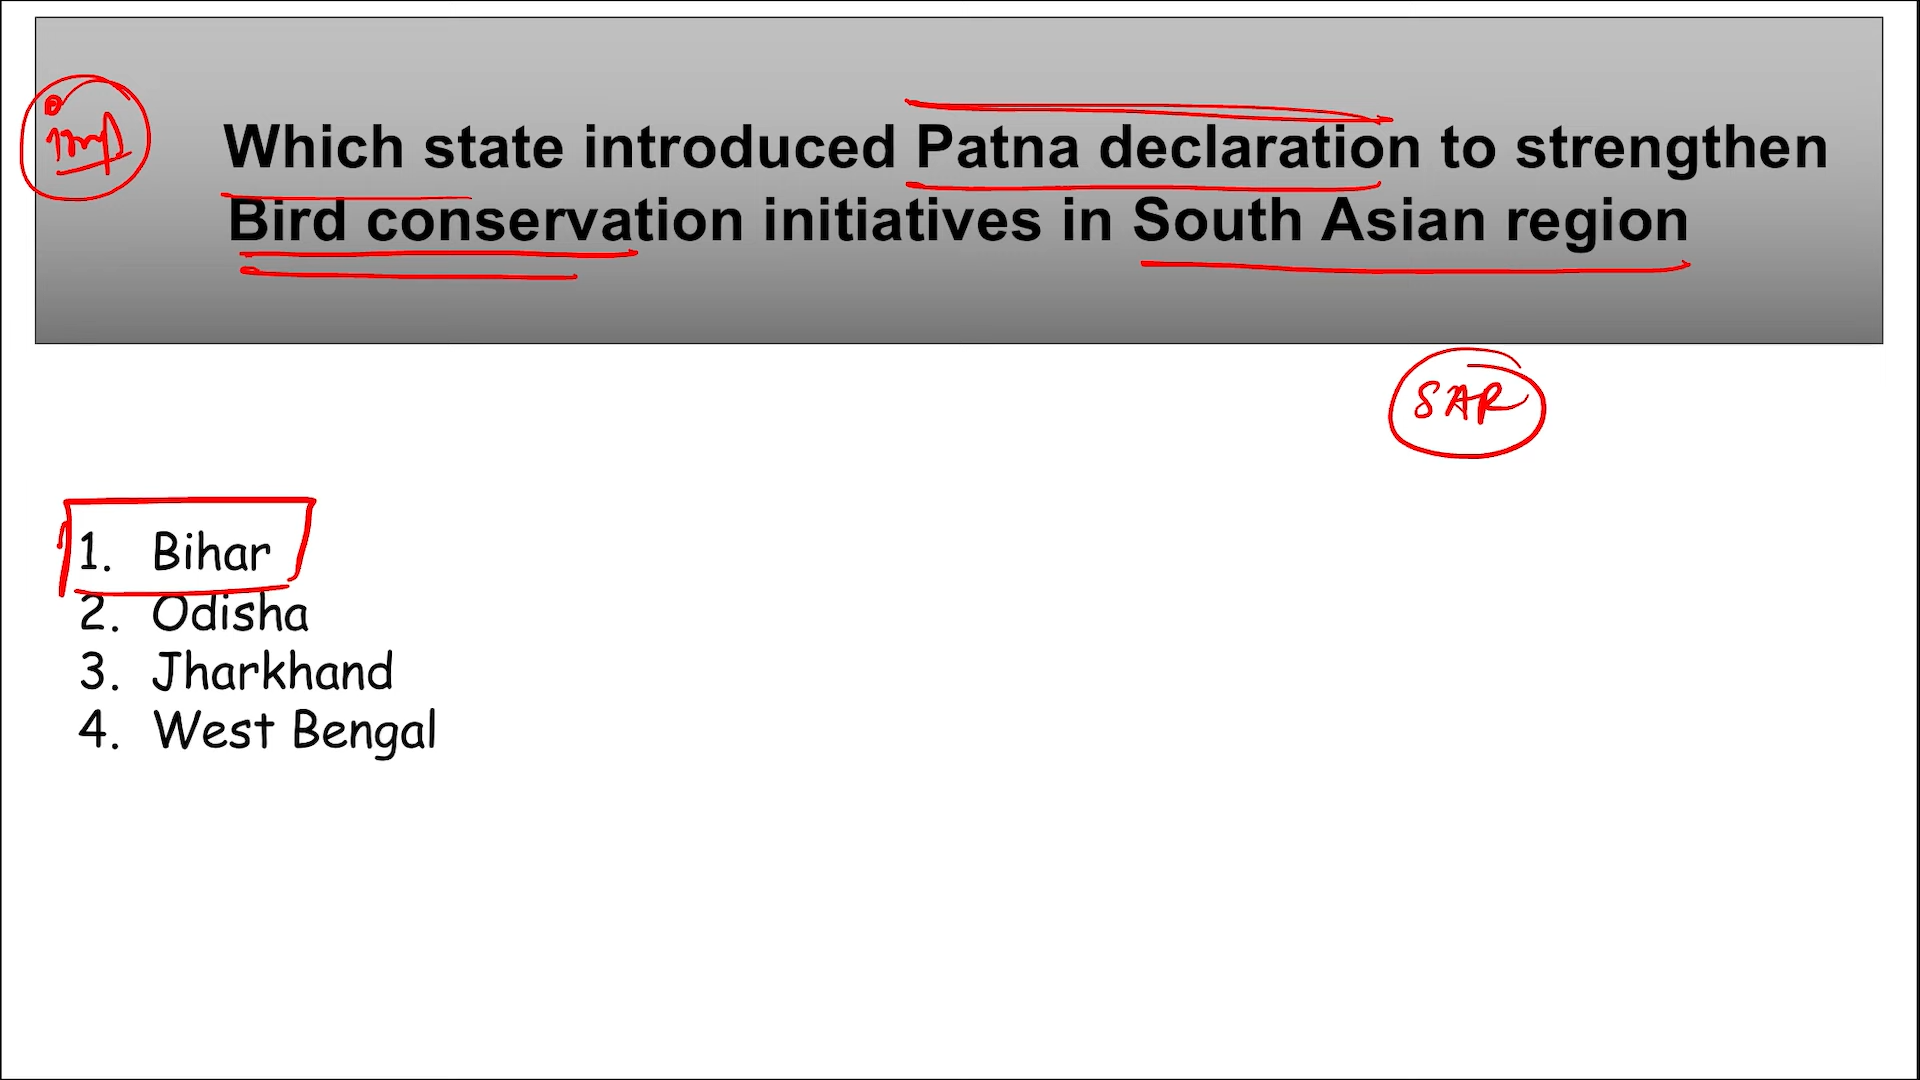 Imp
Which state introduced Patna declaration to strengthen
Bird conservation initiatives in South Asian region
SAR
1. Bihar
2. Odisha
3. Jharkhand
4. West Bengal